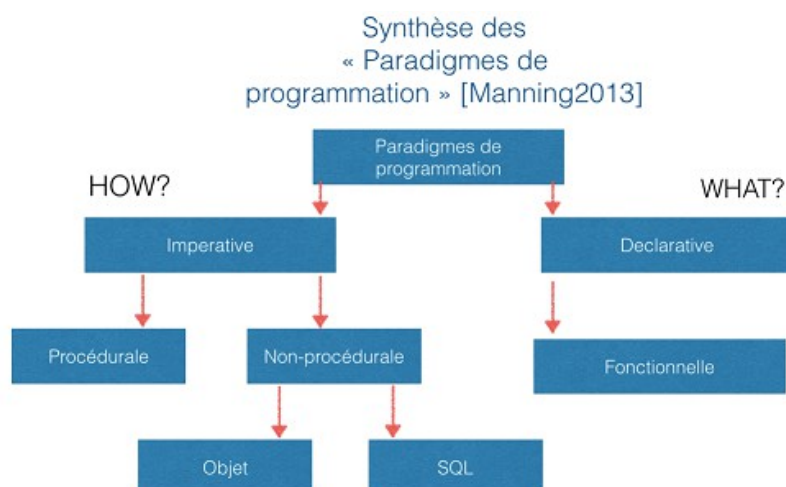 Synthèse des
« Paradigmes de
programmation » [Manning2013]
Paradigmes de
programmation
HOW?
WHAT?
Imperative
Declarative
Procédurale
Non-procédurale
Fonctionnelle
Objet
SQL